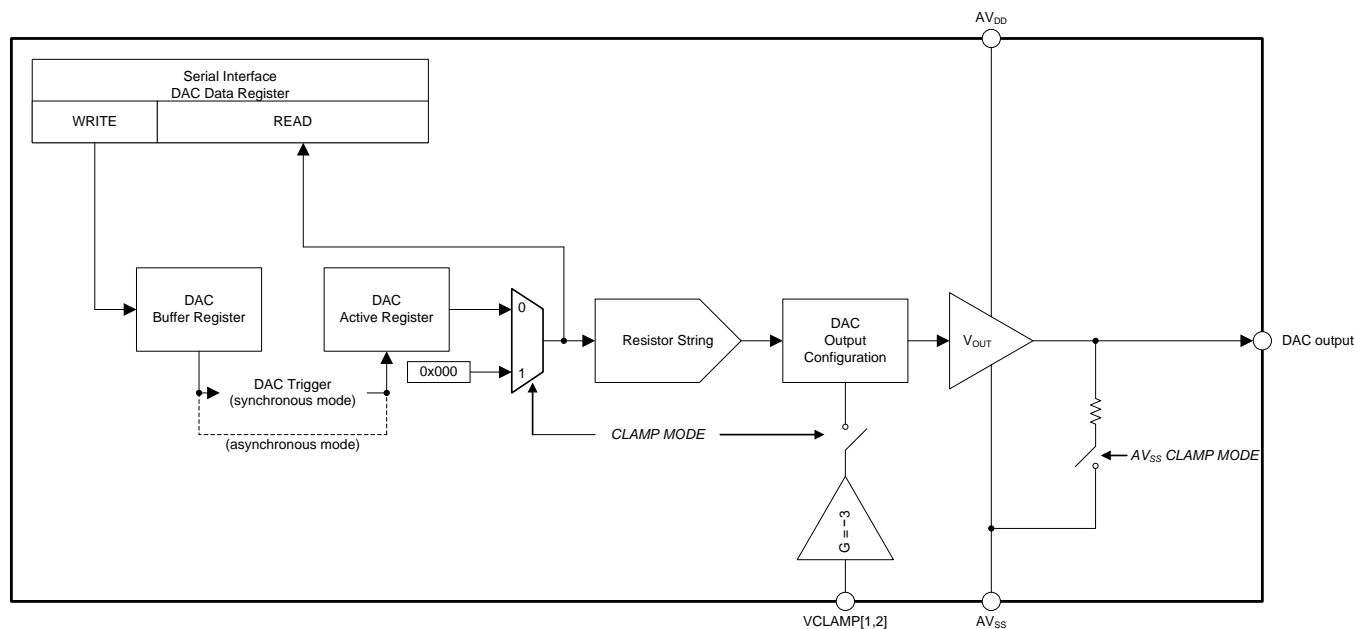 AVDD
Serial Interface
DAC Data Register
WRITE
READ
DAC
Buffer Register
DAC
Active Register
0
1
0x000
Resistor String
DAC
Output
Configuration
VOUT
DAC output
DAC Trigger
(synchronous mode)
(asynchronous mode)
CLAMP MODE
AVSS CLAMP MODE
G = −3
VCLAMP[1,2]
AVSS